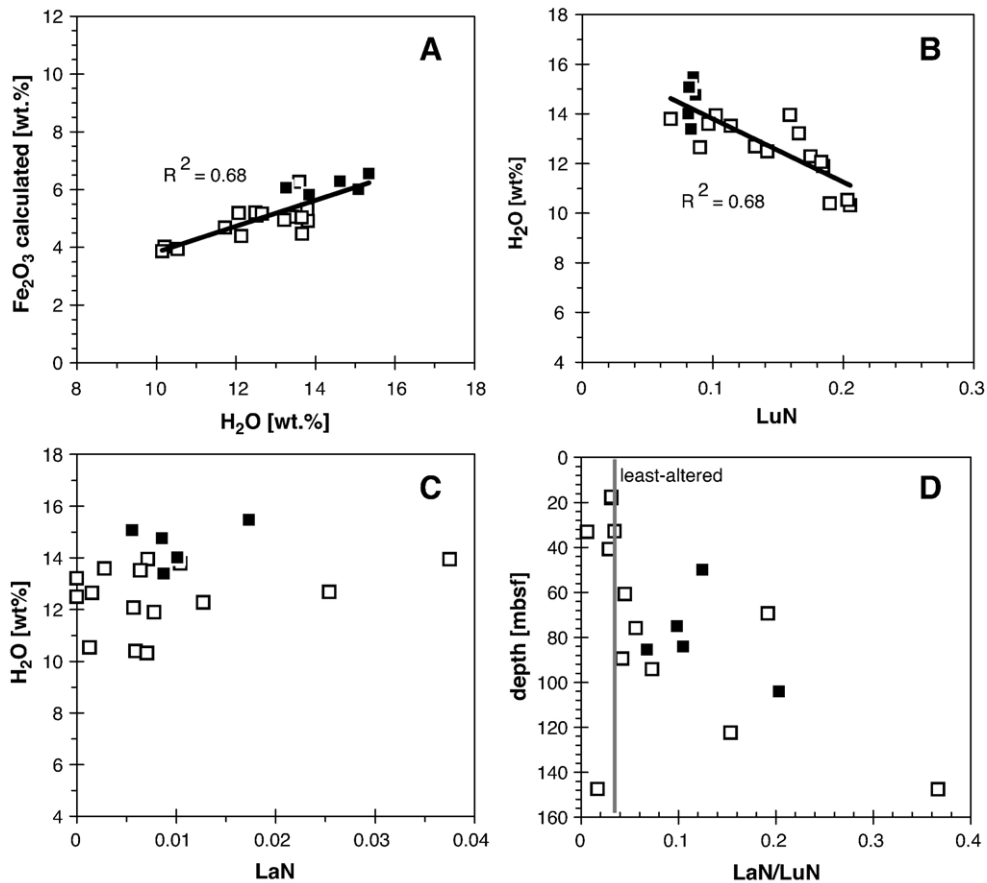 A
12
10
8
6
4
2
0
Fe₂O₃ calculated [wt.%]
R² = 0.68
8 10 12 14 16 18
H₂O [wt.%]
B
18
16
14
12
10
8
6
4
H₂O [wt%]
R² = 0.68
0 0.1 0.2 0.3
LuN
C
18
16
14
12
10
8
6
4
H₂O [wt%]
0 0.01 0.02 0.03 0.04
LaN
D
0
20
40
60
80
100
120
140
160
depth [mbsf]
least-altered
0 0.1 0.2 0.3 0.4
LaN/LuN